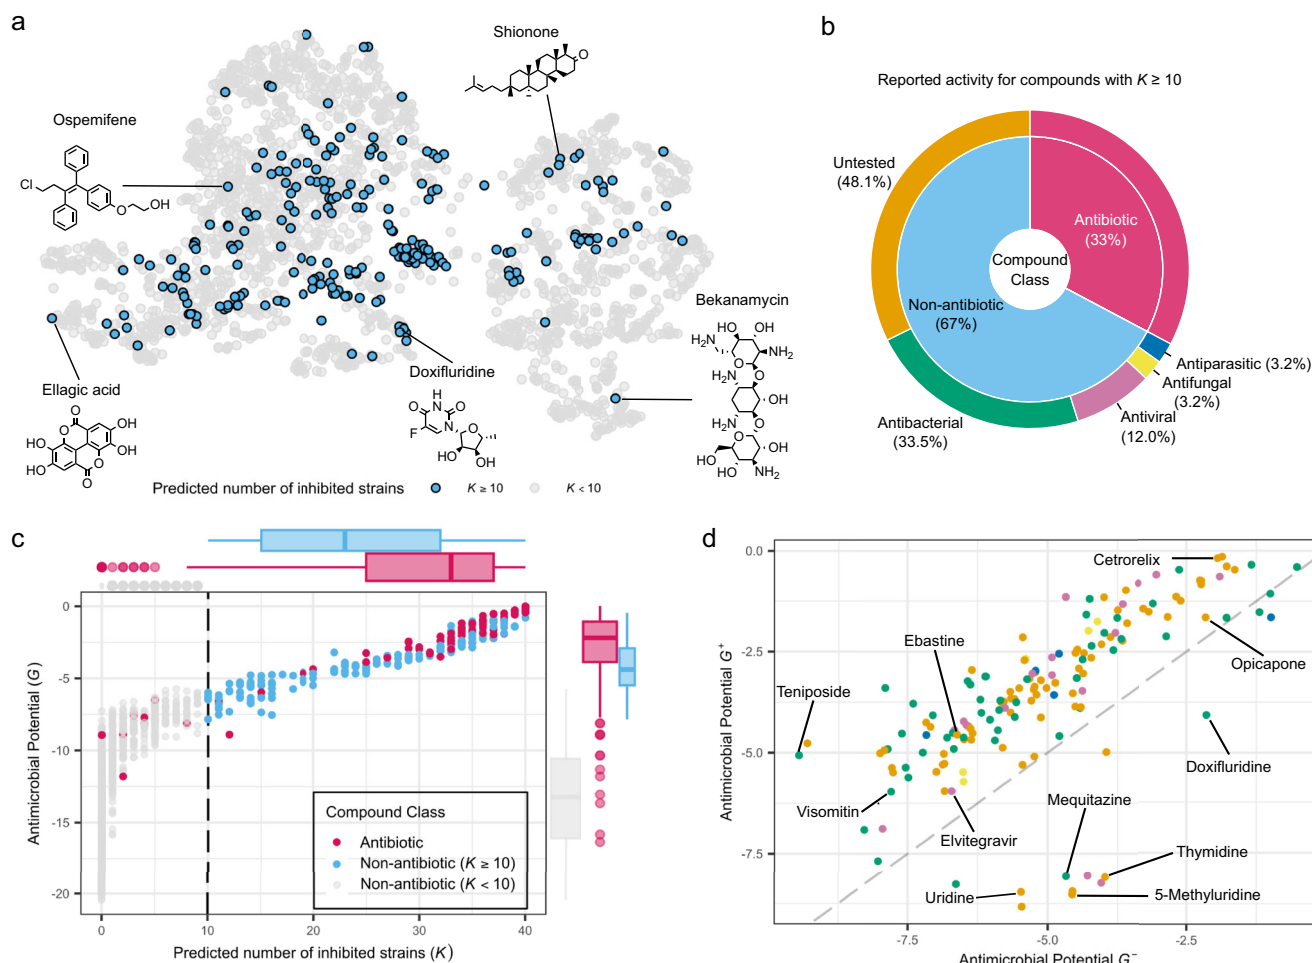 a
Shionone
O
Ospemifene
Cl
O
OH
Ellagic acid
O
O
OH
HO
OH
HO
O
O
Doxifluridine
O
NH
F
N
O
O
HO
OH
Bekanamycin
HO
OH
H₂N
O
NH₂
O
H₂N
OH
H₂N
O
HO
O
OH
HO
NH₂
OH
Predicted number of inhibited strains
K ≥ 10
K < 10
b
Reported activity for compounds with K ≥ 10
Untested
(48.1%)
Antibiotic
(33%)
Compound
Class
Non-antibiotic
(67%)
Antiparasitic (3.2%)
Antifungal
(3.2%)
Antiviral
(12.0%)
Antibacterial
(33.5%)
c
0
-5
-10
-15
-20
Antimicrobial Potential (G)
Compound Class
Antibiotic
Non-antibiotic (K ≥ 10)
Non-antibiotic (K < 10)
0
10
20
30
40
Predicted number of inhibited strains (K)
d
0.0
-2.5
-5.0
-7.5
Antimicrobial Potential G⁺
Cetrorelix
Ebastine
Opicapone
Teniposide
Doxifluridine
Visomitin
Mequitazine
Elvitegravir
Thymidine
Uridine
5-Methyluridine
-7.5
-5.0
-2.5
Antimicrobial Potential G⁻